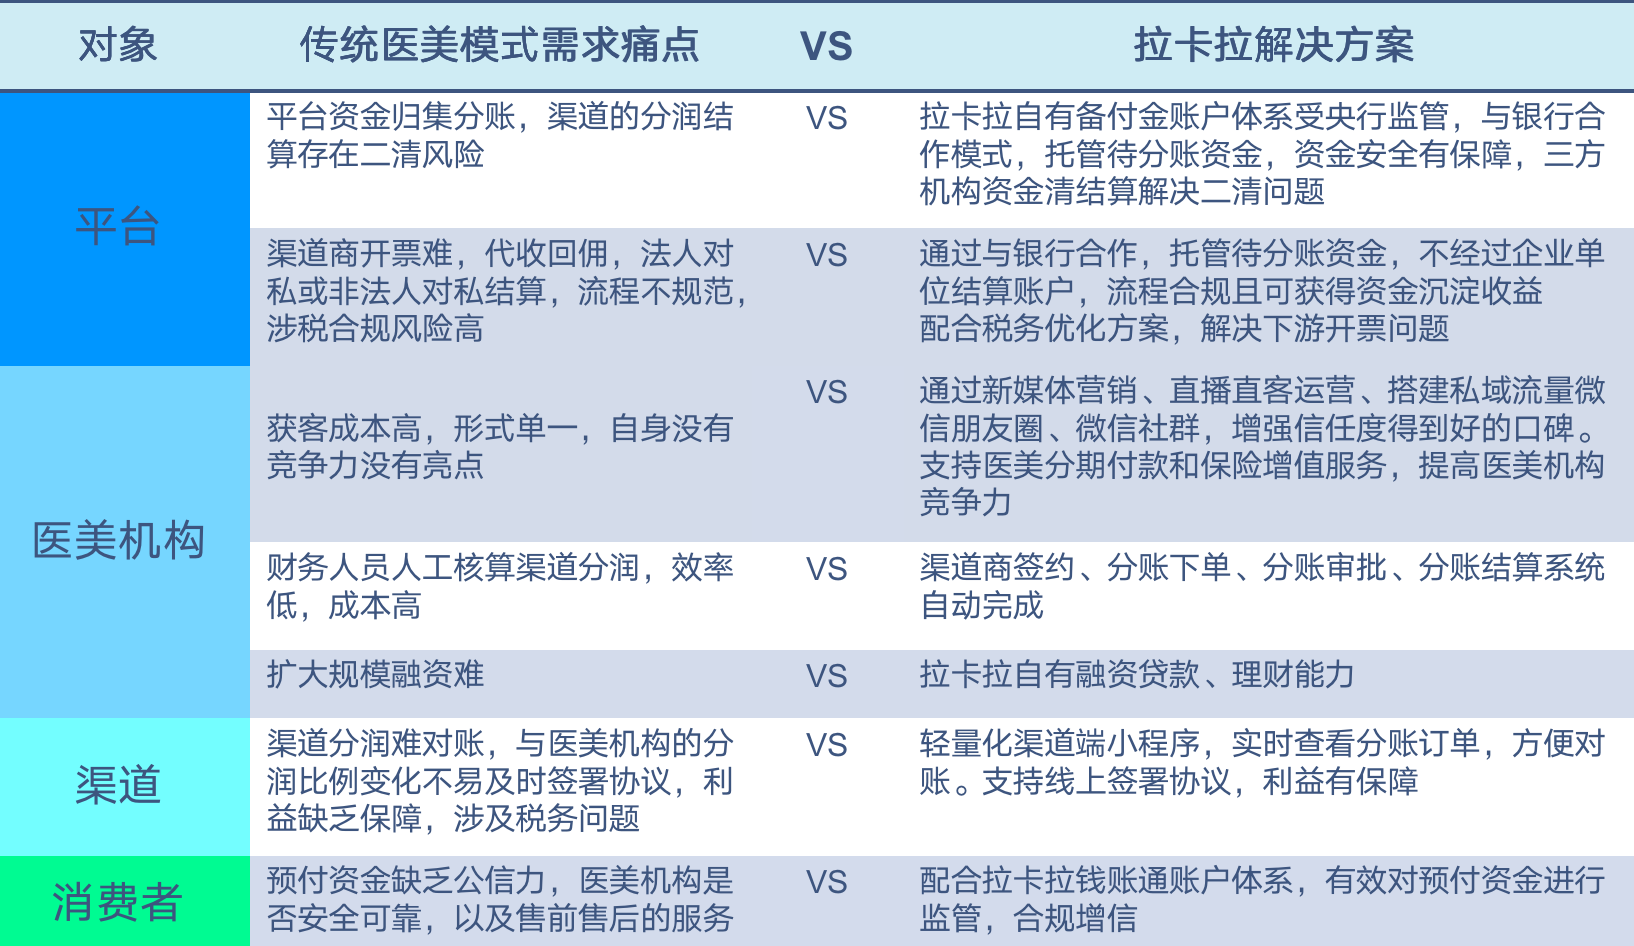 对象 传统医美模式需求痛点 VS 拉卡拉解决方案
平台
平台资金归集分账，渠道的分润结
算存在二清风险
VS
拉卡拉自有备付金账户体系受央行监管，与银行合
作模式，托管待分账资金，资金安全有保障，三方
机构资金清结算解决二清问题
渠道商开票难，代收回佣，法人对
私或非法人对私结算，流程不规范，
涉税合规风险高
VS
通过与银行合作，托管待分账资金，不经过企业单
位结算账户，流程合规且可获得资金沉淀收益
配合税务优化方案，解决下游开票问题
医美机构
获客成本高，形式单一，自身没有
竞争力没有亮点
VS
通过新媒体营销、直播直客运营、搭建私域流量微
信朋友圈、微信社群，增强信任度得到好的口碑。
支持医美分期付款和保险增值服务，提高医美机构
竞争力
财务人员人工核算渠道分润，效率
低，成本高
VS
渠道商签约、分账下单、分账审批、分账结算系统
自动完成
扩大规模融资难
VS
拉卡拉自有融资贷款、理财能力
渠道
渠道分润难对账，与医美机构的分
润比例变化不易及时签署协议，利
益缺乏保障，涉及税务问题
VS
轻量化渠道端小程序，实时查看分账订单，方便对
账。支持线上签署协议，利益有保障
消费者
预付资金缺乏公信力，医美机构是
否安全可靠，以及售前售后的服务
VS
配合拉卡拉钱账通账户体系，有效对预付资金进行
监管，合规增信